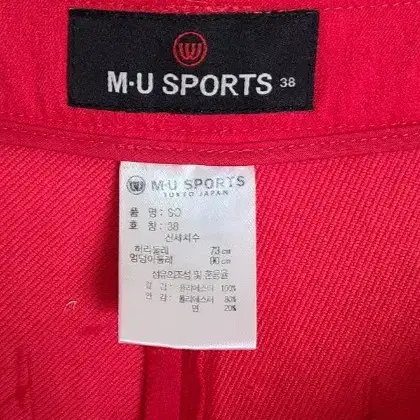 M·U SPORTS 38
M·U SPORTS
TOKYO JAPAN
품 명 : SO
호 칭 : 38
신체치수
허리둘레 73 cm
엉덩이둘레 90 cm
섬유의조성 및 혼용율
겉 감 : 폴리에스터 100%
안 감 : 폴리에스터 80%
면 20%